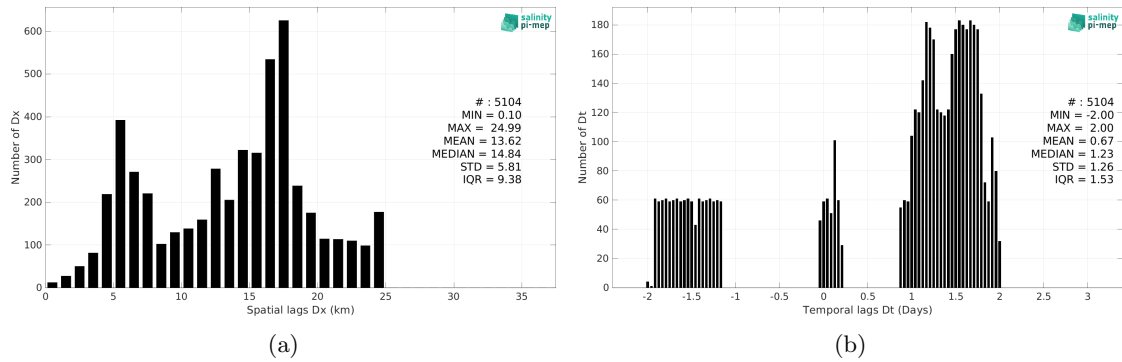 600
500
400
300
200
100
0
Number of Dx
0 5 10 15 20 25 30 35
Spatial lags Dx (km)
salinity
pi-mep
# : 5104
MIN = 0.10
MAX = 24.99
MEAN = 13.62
MEDIAN = 14.84
STD = 5.81
IQR = 9.38
(a)
180
160
140
120
100
80
60
40
20
0
Number of Dt
-2 -1.5 -1 -0.5 0 0.5 1 1.5 2 2.5 3
Temporal lags Dt (Days)
salinity
pi-mep
# : 5104
MIN = -2.00
MAX = 2.00
MEAN = 0.67
MEDIAN = 1.23
STD = 1.26
IQR = 1.53
(b)